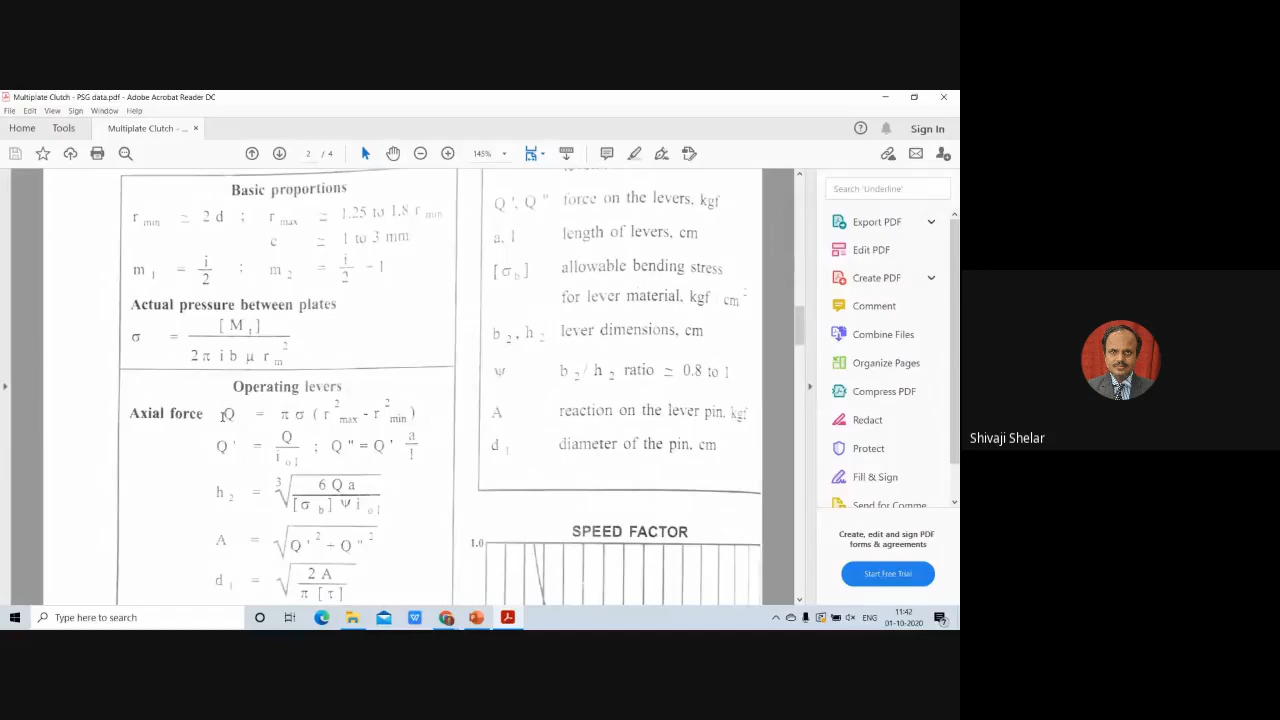 Multiplate Clutch - PSG data.pdf - Adobe Acrobat Reader DC
File Edit View Sign Window Help
Home Tools Multiplate Clutch - ... × Sign In
2 / 4 145%
Basic proportions
r min ≃ 2 d ; r max ≃ 1.25 to 1.8 r min
≃ 1 to 3 mm
m 1 = i/2 ; m 2 = i/2 - 1
Actual pressure between plates
σ = [ M t ] / 2 π i b μ r m ²
Operating levers
Axial force Q = π σ ( r ² max - r ² min )
Q ' = Q / i ol ; Q " = Q ' a / l
h 2 = ³√ 6 Q a / [ σ b ] Ψ i ol
A = √ Q ' ² + Q " ²
d 1 = √ 2 A / π [ τ ]
Q ', Q " force on the levers, kgf
a, l length of levers, cm
[ σ b ] allowable bending stress
for lever material, kgf cm ²
b 2 , h 2 lever dimensions, cm
Ψ b 2 / h 2 ratio ≃ 0.8 to 1
A reaction on the lever pin, kgf
d 1 diameter of the pin, cm
SPEED FACTOR
1.0
Search 'Underline'
Export PDF
Edit PDF
Create PDF
Comment
Combine Files
Organize Pages
Compress PDF
Redact
Protect
Fill & Sign
Send for Comme
Create, edit and sign PDF
forms & agreements
Start Free Trial
Type here to search
ENG
11:42
01-10-2020
Shivaji Shelar